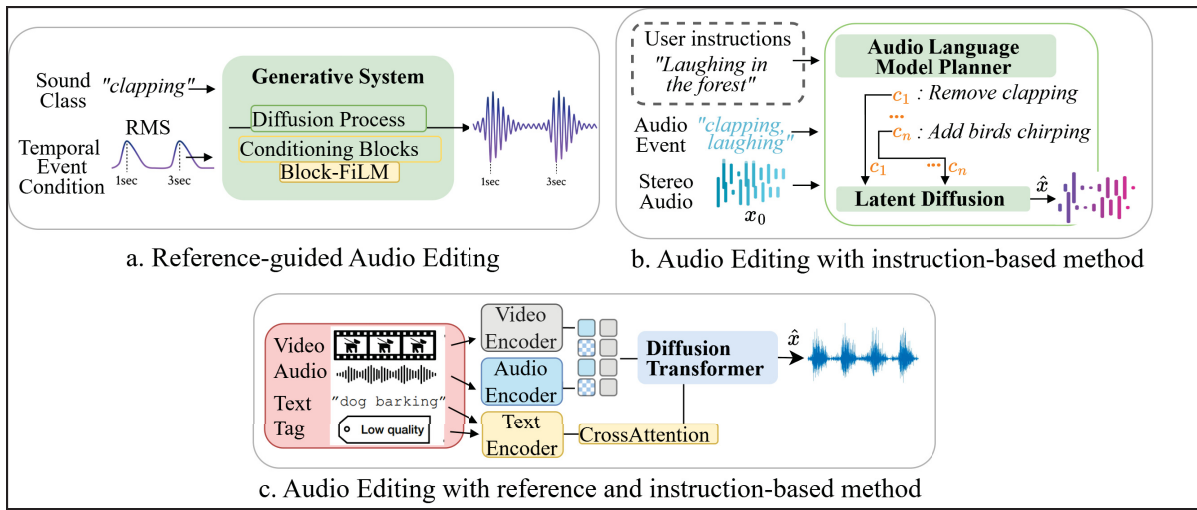 Sound
Class
"clapping"
Temporal
Event
Condition
RMS
1sec
3sec
Generative
System
Diffusion Process
Conditioning Blocks
Block-FiLM
1sec
3sec
a. Reference-guided Audio Editing
User instructions
"Laughing in
the forest"
Audio
Event
"clapping,
laughing"
Stereo
Audio
x₀
Audio Language
Model Planner
c₁ : Remove clapping
...
cₙ : Add birds chirping
c₁ ... cₙ
Latent Diffusion
x̂
b. Audio Editing with instruction-based method
Video
Audio
Text
"dog barking"
Tag
Low quality
Video
Encoder
Audio
Encoder
Text
Encoder
CrossAttention
Diffusion
Transformer
x̂
c. Audio Editing with reference and instruction-based method